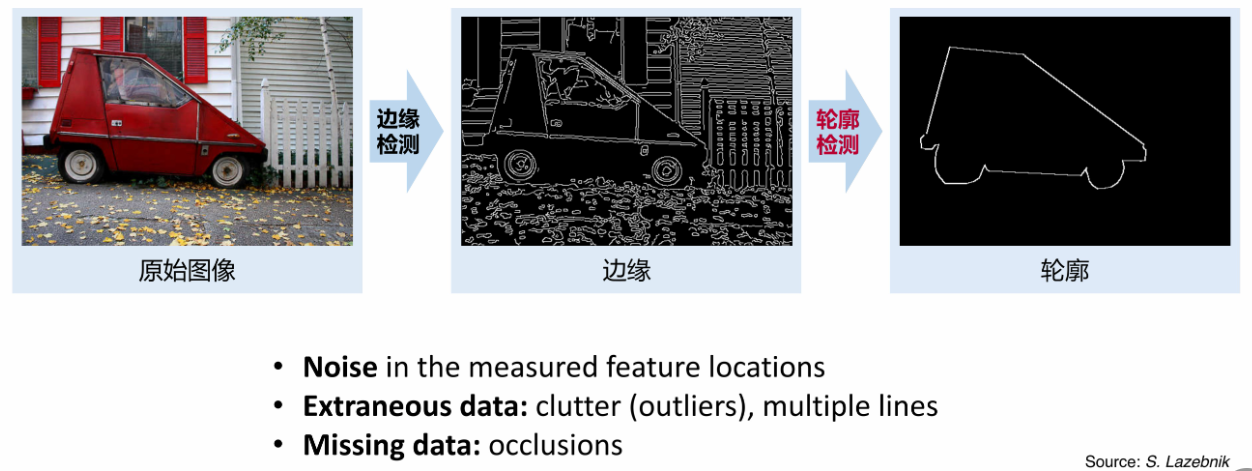 边缘
检测
轮廓
检测
原始图像
边缘
轮廓
• Noise in the measured feature locations
• Extraneous data: clutter (outliers), multiple lines
• Missing data: occlusions
Source: S. Lazebnik